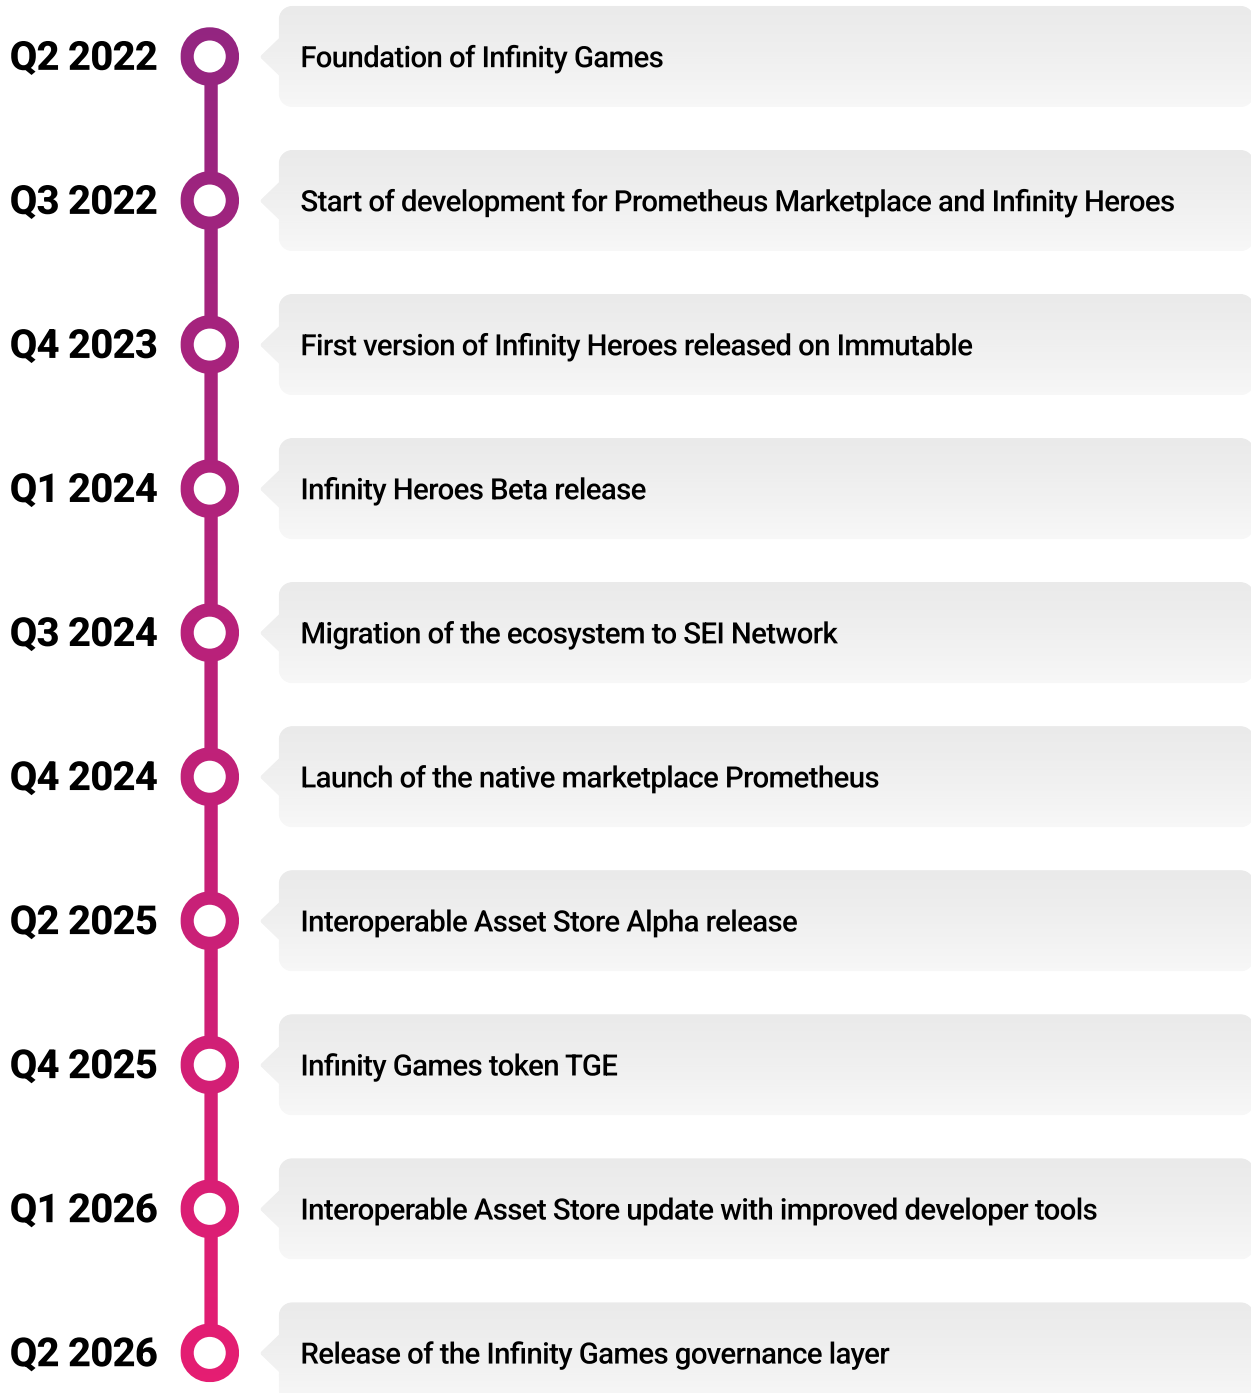 Q2 2022 Foundation of Infinity Games
Q3 2022 Start of development for Prometheus Marketplace and Infinity Heroes
Q4 2023 First version of Infinity Heroes released on Immutable
Q1 2024 Infinity Heroes Beta release
Q3 2024 Migration of the ecosystem to SEI Network
Q4 2024 Launch of the native marketplace Prometheus
Q2 2025 Interoperable Asset Store Alpha release
Q4 2025 Infinity Games token TGE
Q1 2026 Interoperable Asset Store update with improved developer tools
Q2 2026 Release of the Infinity Games governance layer